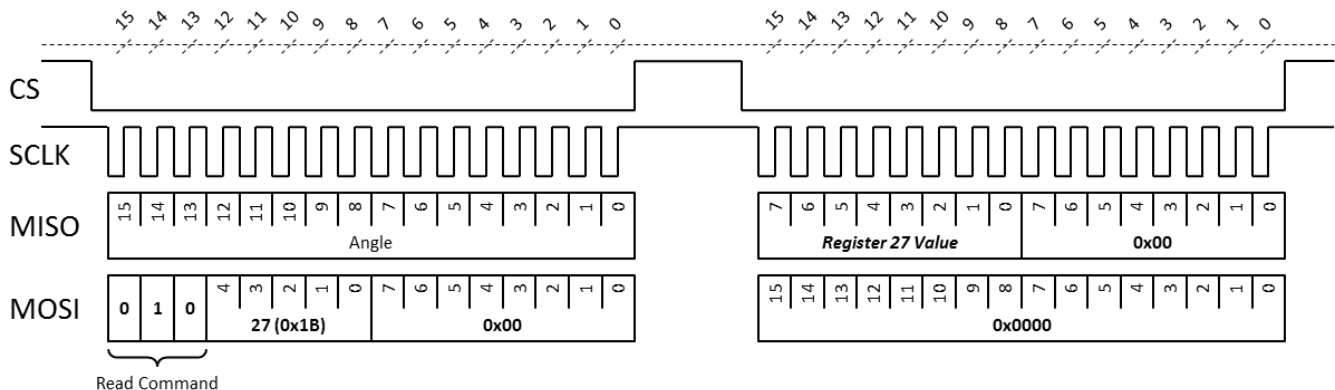 15 14 13 12 11 10 9 8 7 6 5 4 3 2 1 0 15 14 13 12 11 10 9 8 7 6 5 4 3 2 1 0
CS
SCLK
MISO 15 14 13 12 11 10 9 8 7 6 5 4 3 2 1 0 7 6 5 4 3 2 1 0 7 6 5 4 3 2 1 0
Angle Register 27 Value 0x00
MOSI 0 1 0 4 3 2 1 0 7 6 5 4 3 2 1 0 15 14 13 12 11 10 9 8 7 6 5 4 3 2 1 0
27 (0x1B) 0x00 0x0000
Read Command